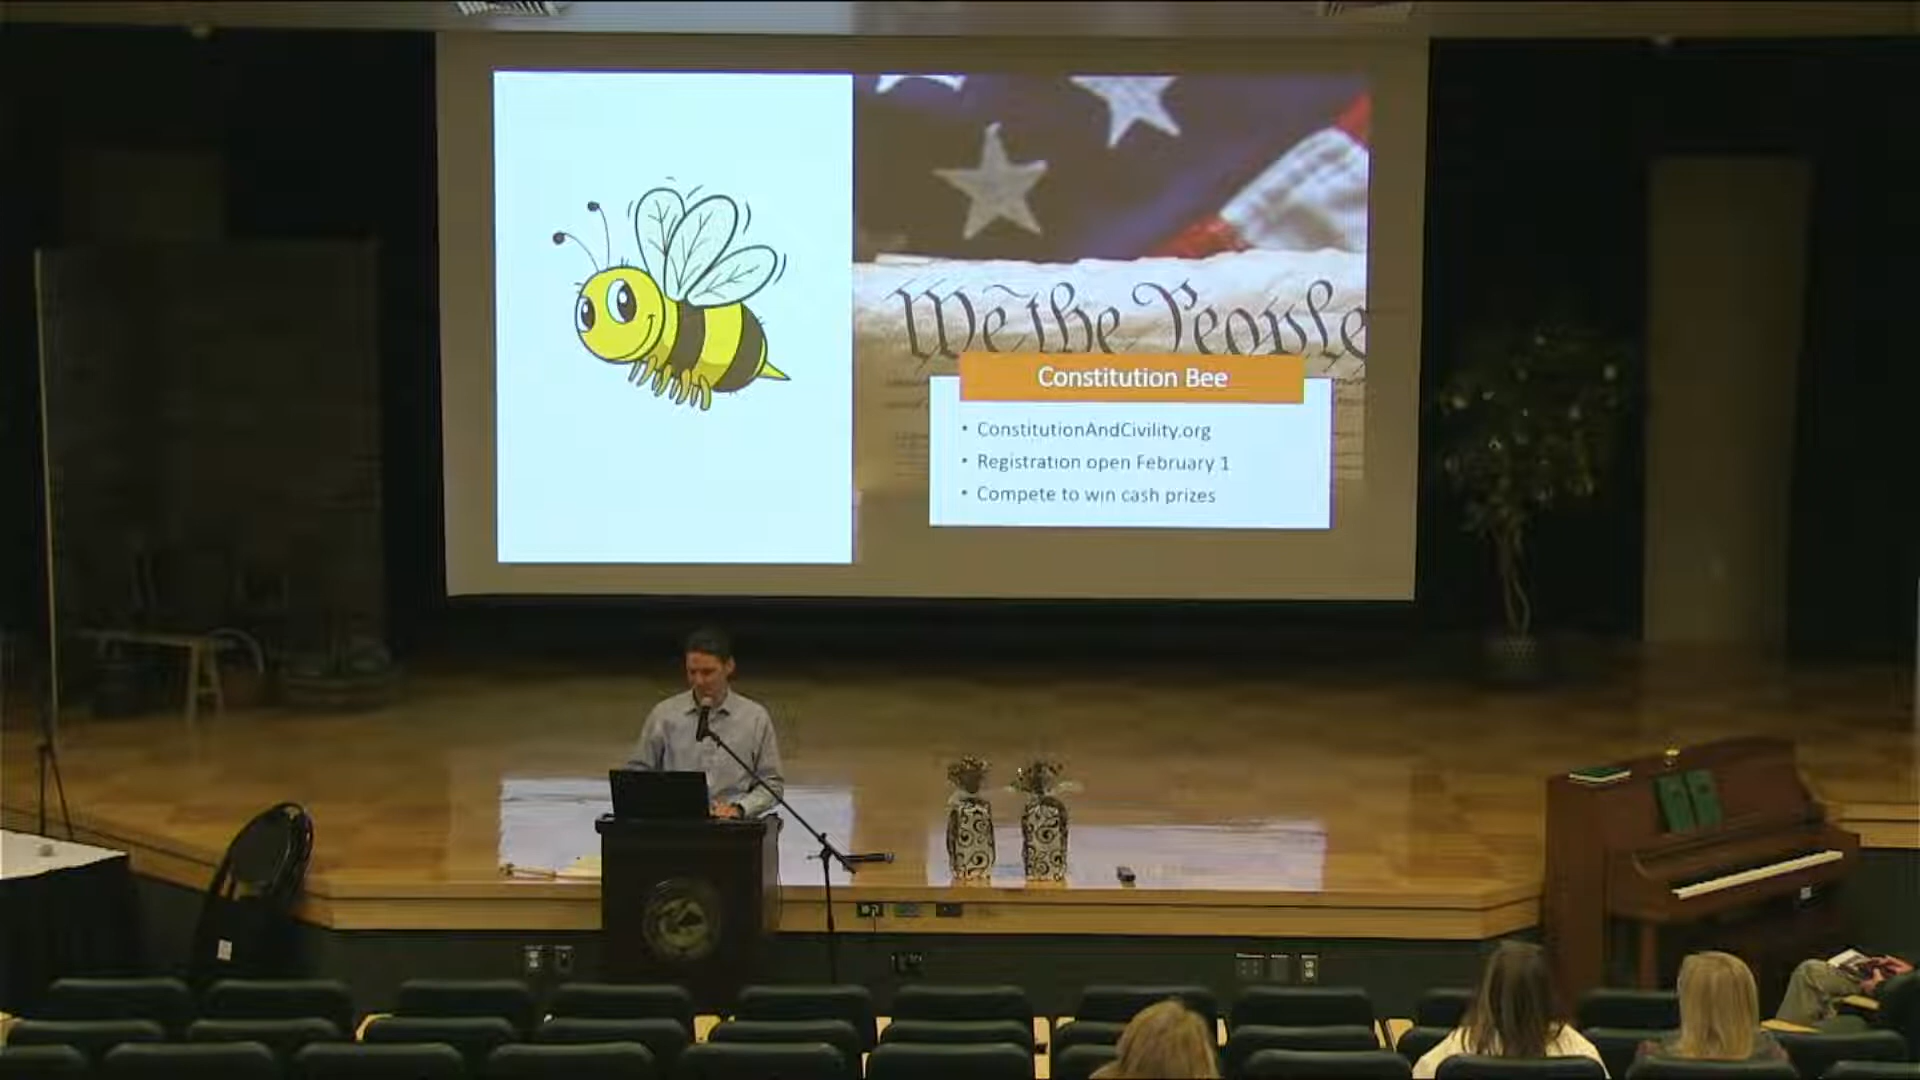 We the People
Constitution Bee
• ConstitutionAndCivility.org
• Registration open February 1
• Compete to win cash prizes